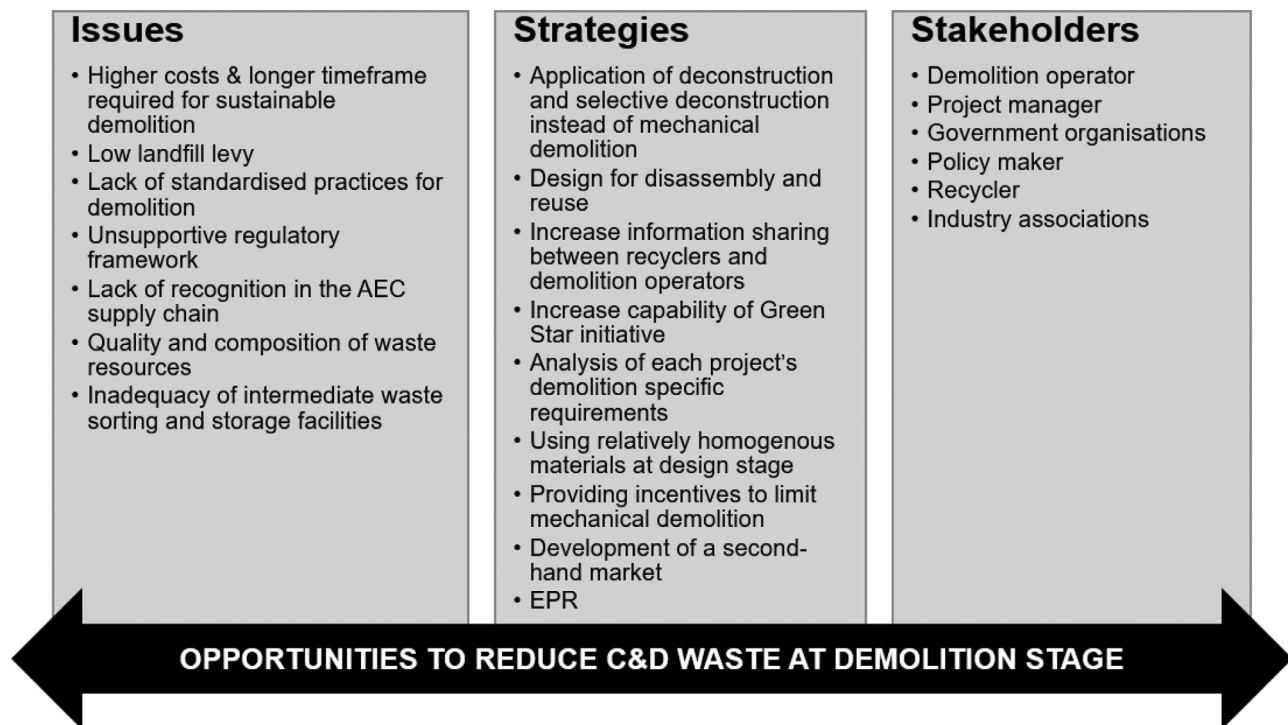 Issues
• Higher costs & longer timeframe
required for sustainable
demolition
• Low landfill levy
• Lack of standardised practices for
demolition
• Unsupportive regulatory
framework
• Lack of recognition in the AEC
supply chain
• Quality and composition of waste
resources
• Inadequacy of intermediate waste
sorting and storage facilities
Strategies
• Application of deconstruction
and selective deconstruction
instead of mechanical
demolition
• Design for disassembly and
reuse
• Increase information sharing
between recyclers and
demolition operators
• Increase capability of Green
Star initiative
• Analysis of each project’s
demolition specific
requirements
• Using relatively homogenous
materials at design stage
• Providing incentives to limit
mechanical demolition
• Development of a second-
hand market
• EPR
Stakeholders
• Demolition operator
• Project manager
• Government organisations
• Policy maker
• Recycler
• Industry associations
OPPORTUNITIES TO REDUCE C&D WASTE AT DEMOLITION STAGE